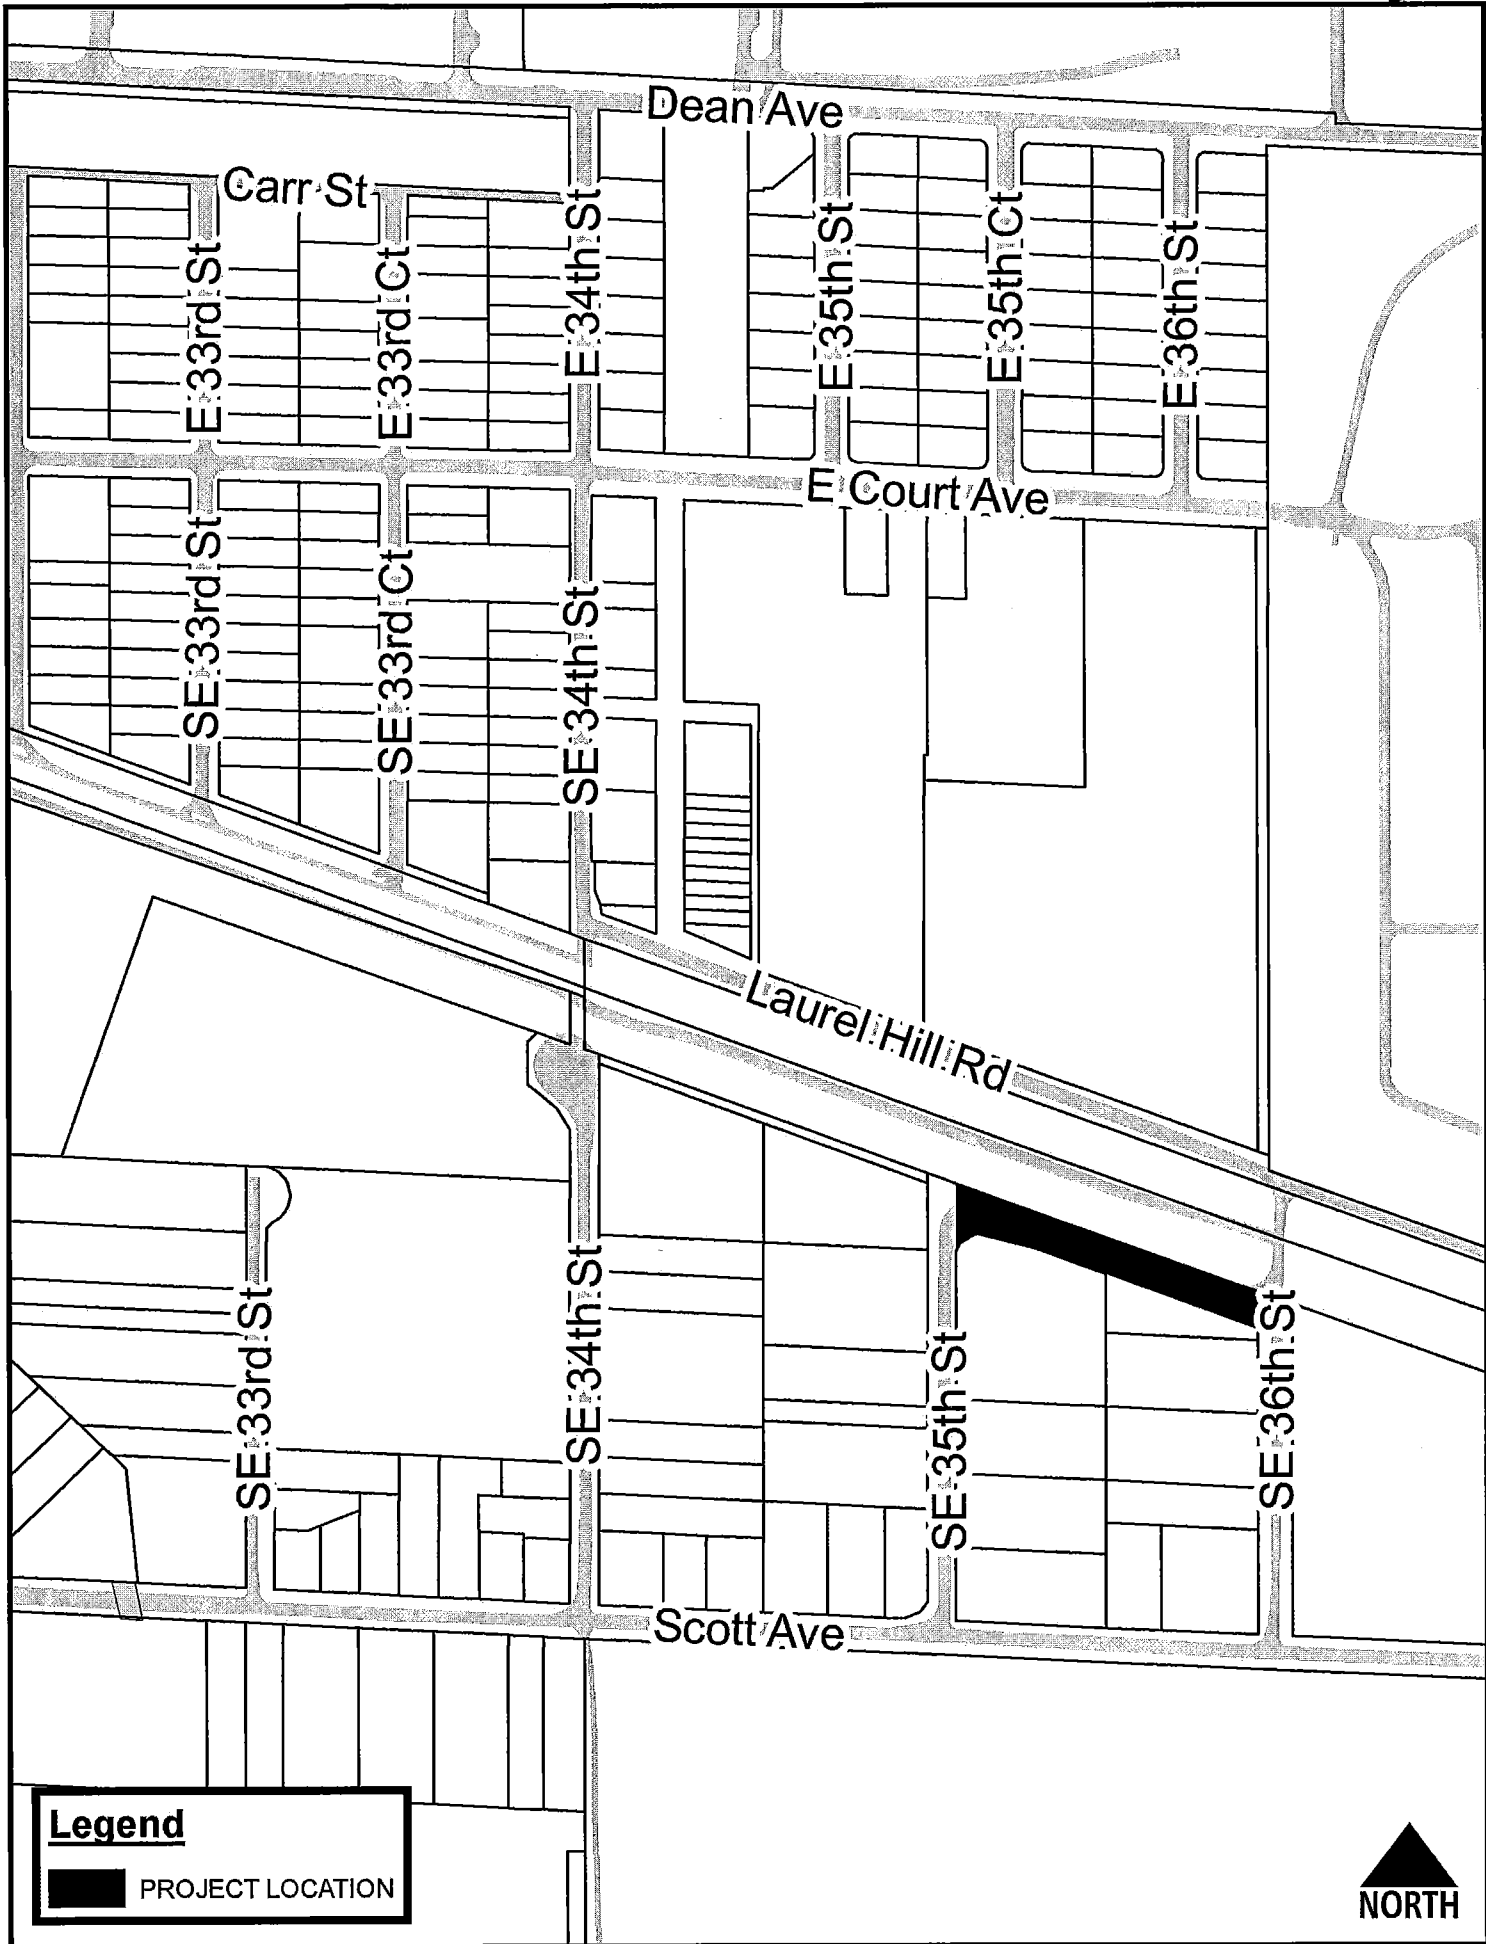 Dean Ave
Carr St
E 33rd St
E 33rd Ct
E 34th St
E 35th St
E 35th Ct
E 36th St
E Court Ave
SE 33rd St
SE 33rd Ct
SE 34th St
Laurel Hill Rd
SE 33rd St
SE 34th St
SE 35th St
SE 36th St
Scott Ave
Legend
PROJECT LOCATION
NORTH